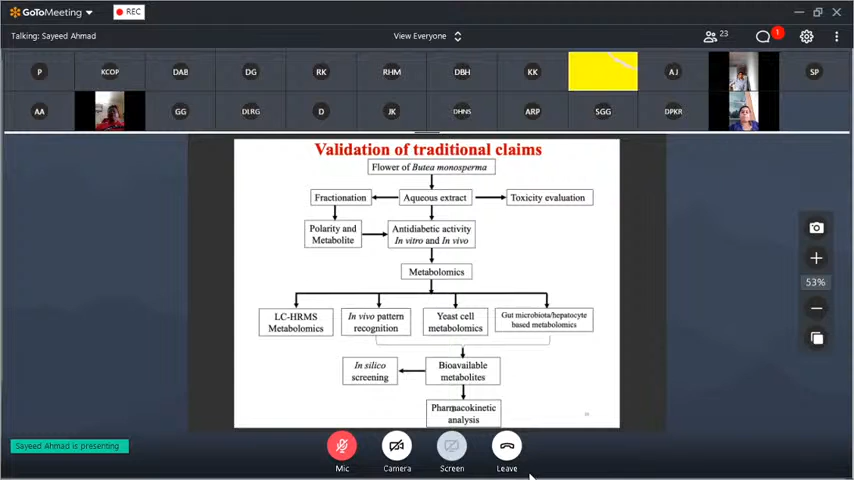 GoToMeeting
REC
Talking: Sayeed Ahmad
View Everyone
23
1
P
KCOP
DAB
DG
RK
RHM
DBH
KK
AJ
SP
AA
GG
DLRG
D
JK
DHNS
ARP
SGG
DPKR
Validation of traditional claims
Flower of Butea monosperma
Fractionation
Aqueous extract
Toxicity evaluation
Polarity and
Metabolite
Antidiabetic activity
In vitro and In vivo
Metabolomics
LC-HRMS
Metabolomics
In vivo pattern
recognition
Yeast cell
metabolomics
Gut microbiota/hepatocyte
based metabolomics
In silico
screening
Bioavailable
metabolites
Pharmacokinetic
analysis
53%
Sayeed Ahmad is presenting
Mic
Camera
Screen
Leave